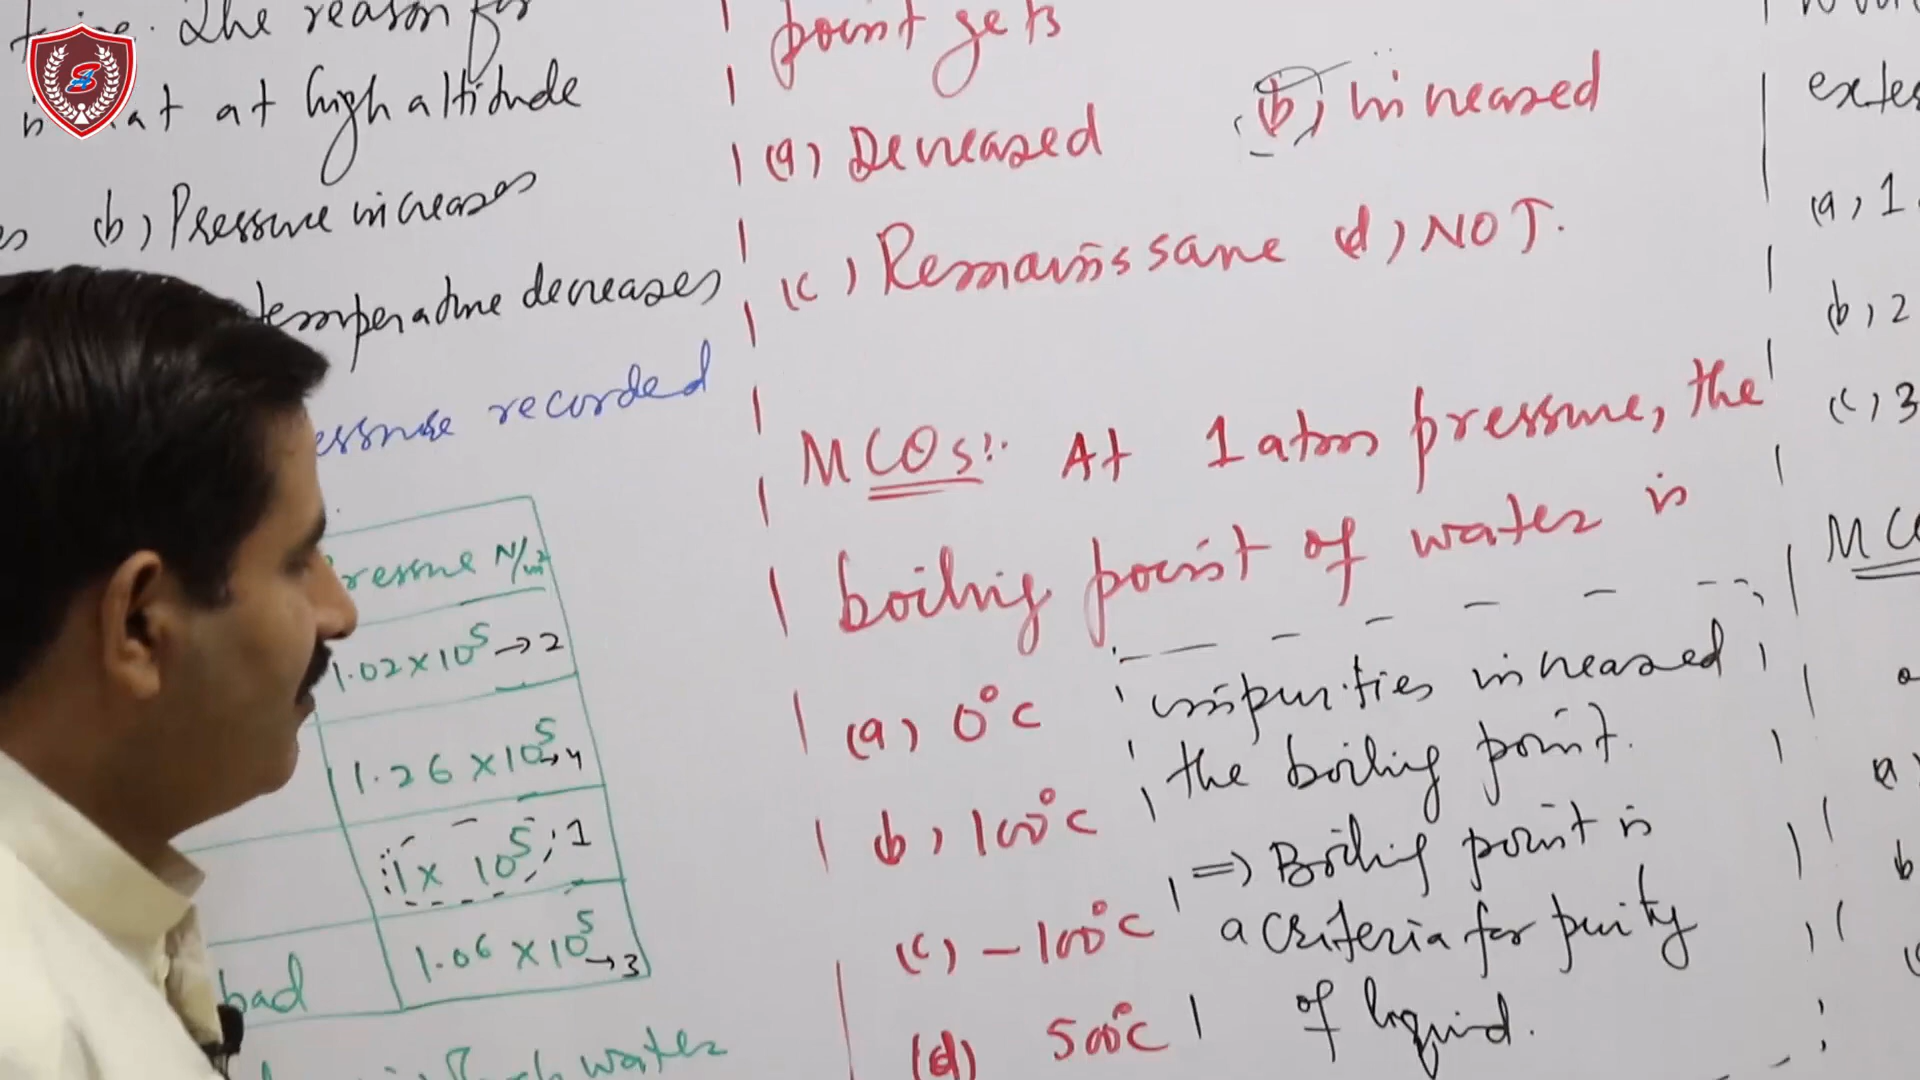 The reason for
at at high altitude
(b) Pressure increases
temperature decreases
recorded
Pressure N/m²
1.02×10⁵ → 2
1.26×10⁵ → 4
1×10⁵ 1
bad 1.06×10⁵ → 3
water
point gets
(a) Decreased (b) increased
(c) Remains same (d) NOT.
MCQs:- At 1 atm pressure, the
boiling point of water is
(a) 0°C
(b) 100°C
(c) -100°C
(d) 500°C
impurities increased
the boiling point.
⇒ Boiling point is
a criteria for purity
of liquid.
(a) 1
(b) 2
(c) 3
MC
a)
b